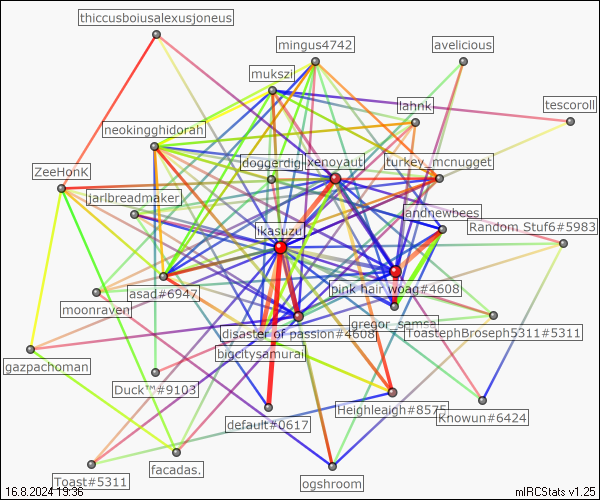 thiccusboiusalexusjoneus
mingus4742
avelicious
mukszi
lahnk
tescoroll
neokingghidorah
doggerdig
xenoyaut
turkey_mcnugget
ZeeHonK
jarlbreadmaker
andnewbees
Random Stuf6#5983
ikasuzu
asad#6947
pink hair woag#4608
moonraven
gregor_samsa
disaster of passion#4608
ToastephBroseph5311#5311
bigcitysamurai
gazpachoman
Duck™#9103
Heighleaigh#8575
default#0617
Knowun#6424
facadas.
Toast#5311
ogshroom
16.8.2024 19:36
mIRCStats v1.25